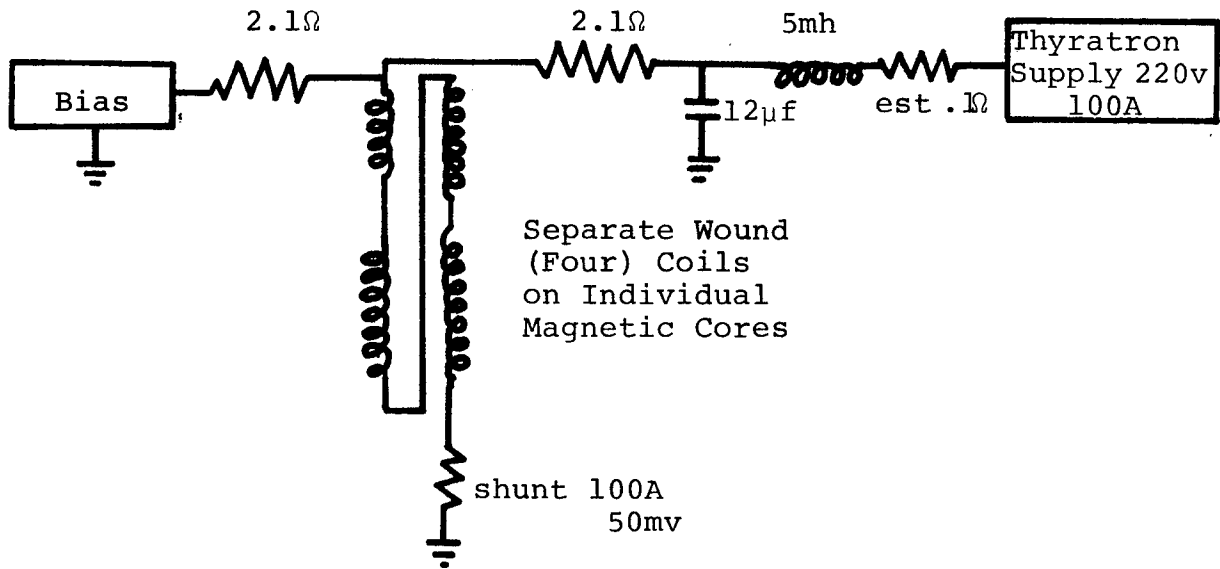 2.1Ω
2.1Ω
5mh
Bias
12μf
est .1Ω
Thyratron
Supply 220v
100A
Separate Wound
(Four) Coils
on Individual
Magnetic Cores
shunt 100A
50mv